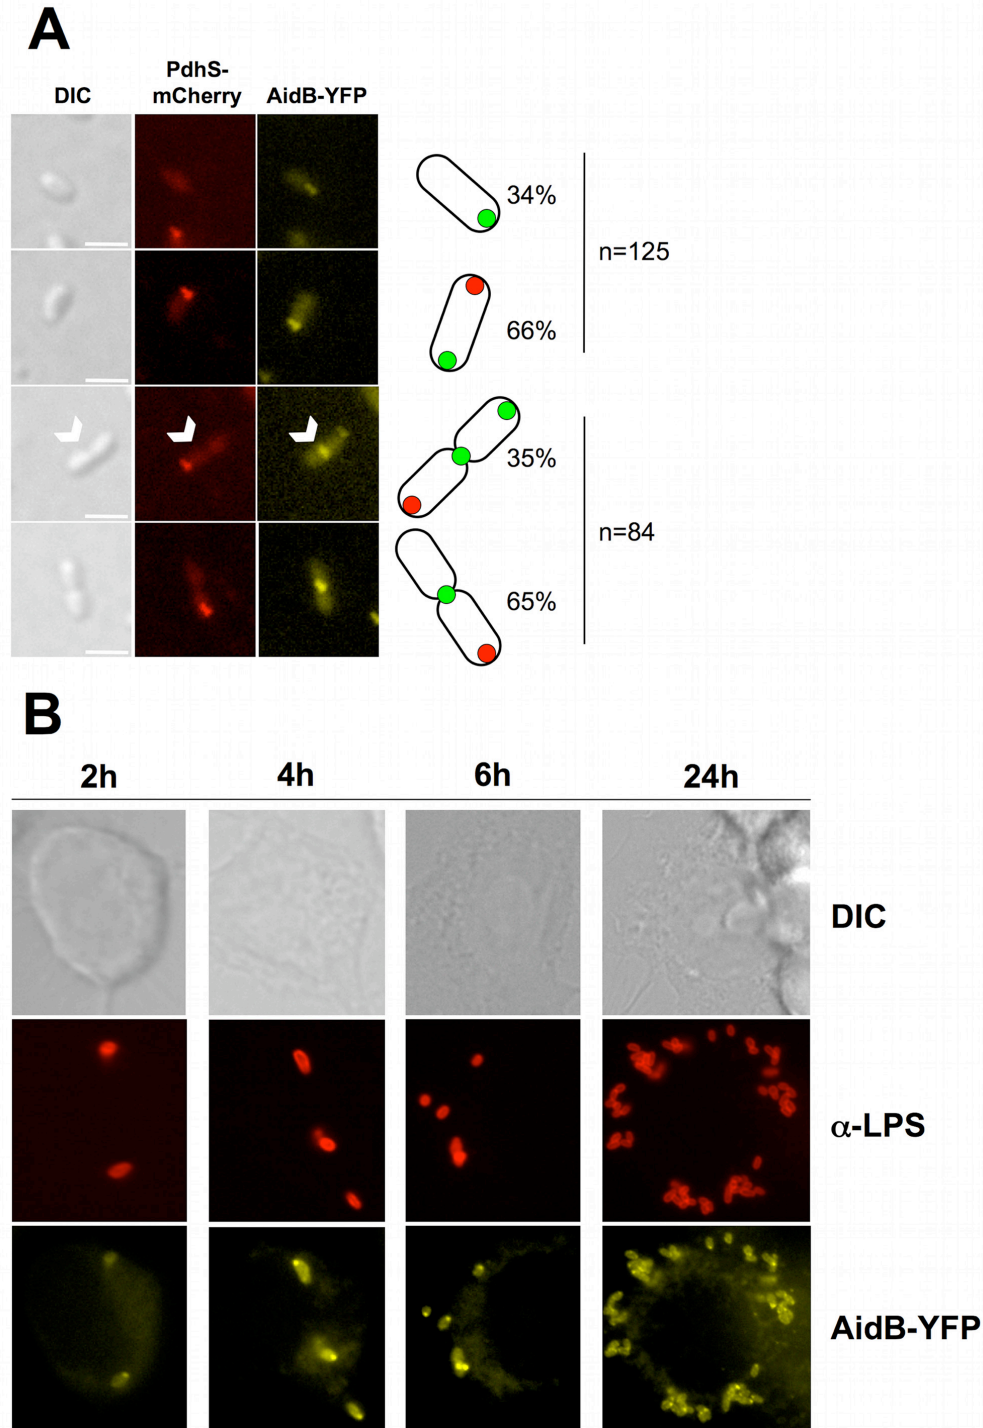 A
DIC
PdhS-
mCherry
AidB-YFP
34%
n=125
66%
35%
n=84
65%
B
2h
4h
6h
24h
DIC
α-LPS
AidB-YFP